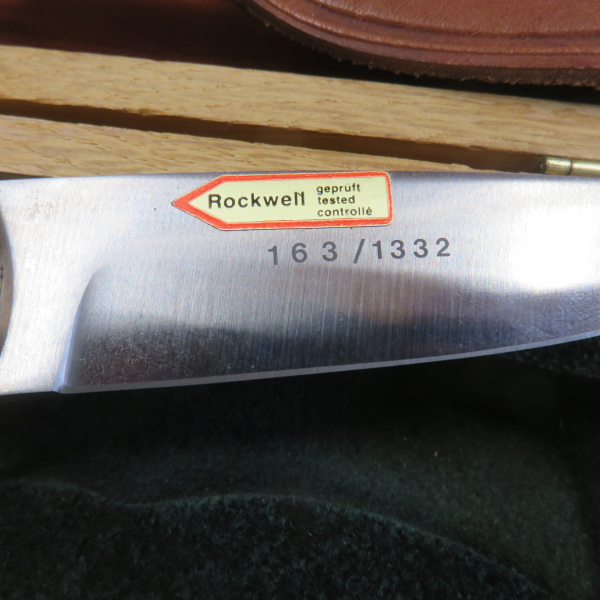 Rockwell
geprüft
tested
controllé
163/1332